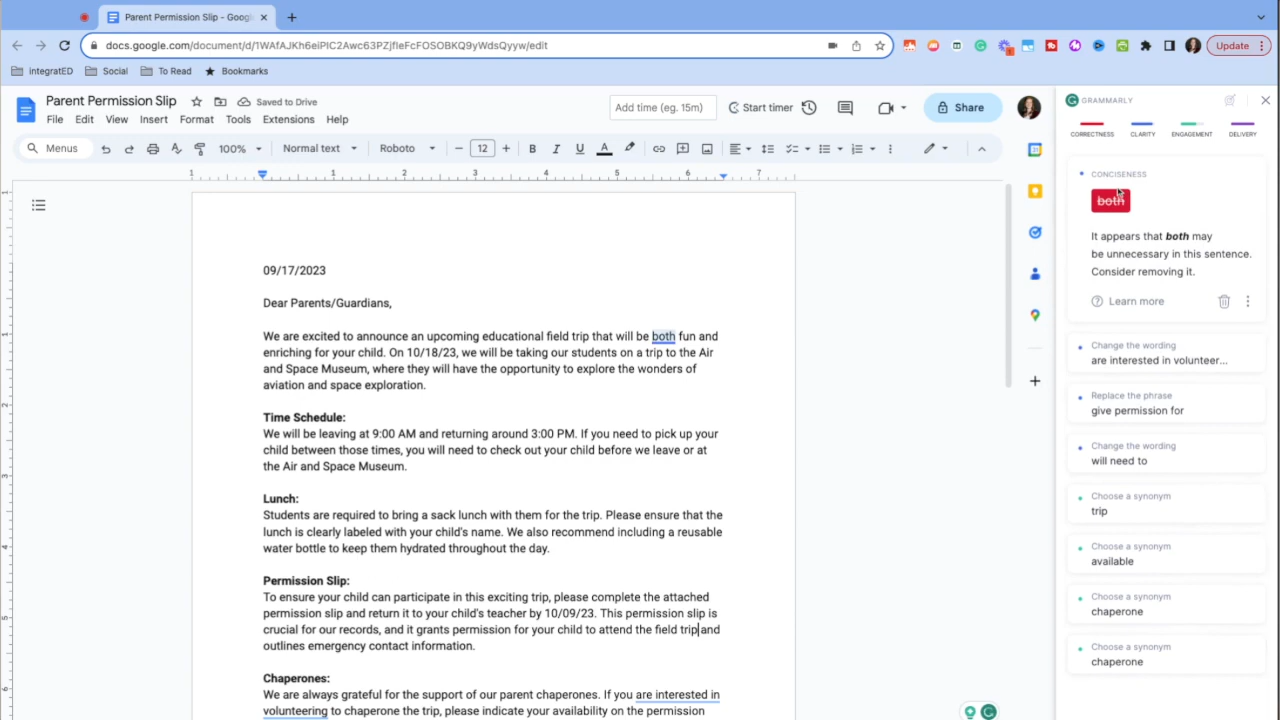 Parent Permission Slip - Googl
docs.google.com/document/d/1WAfAJKh6eiPIC2Awc63PZjfIeFcFOSOBKQ9yWdsQyyw/edit
Update
integratED
Social
To Read
Bookmarks
Parent Permission Slip
Saved to Drive
File Edit View Insert Format Tools Extensions Help
Add time (eg. 15m)
Start timer
Share
Menus
100%
Normal text
Roboto
12
B I U A
1 1 2 3 4 5 6 7
09/17/2023
Dear Parents/Guardians,
We are excited to announce an upcoming educational field trip that will be both fun and
enriching for your child. On 10/18/23, we will be taking our students on a trip to the Air
and Space Museum, where they will have the opportunity to explore the wonders of
aviation and space exploration.
Time Schedule:
We will be leaving at 9:00 AM and returning around 3:00 PM. If you need to pick up your
child between those times, you will need to check out your child before we leave or at
the Air and Space Museum.
Lunch:
Students are required to bring a sack lunch with them for the trip. Please ensure that the
lunch is clearly labeled with your child's name. We also recommend including a reusable
water bottle to keep them hydrated throughout the day.
Permission Slip:
To ensure your child can participate in this exciting trip, please complete the attached
permission slip and return it to your child's teacher by 10/09/23. This permission slip is
crucial for our records, and it grants permission for your child to attend the field trip and
outlines emergency contact information.
Chaperones:
We are always grateful for the support of our parent chaperones. If you are interested in
volunteering to chaperone the trip, please indicate your availability on the permission
GRAMMARLY
CORRECTNESS
CLARITY
ENGAGEMENT
DELIVERY
CONCISENESS
both
It appears that both may
be unnecessary in this sentence.
Consider removing it.
Learn more
Change the wording
are interested in volunteer...
Replace the phrase
give permission for
Change the wording
will need to
Choose a synonym
trip
Choose a synonym
available
Choose a synonym
chaperone
Choose a synonym
chaperone